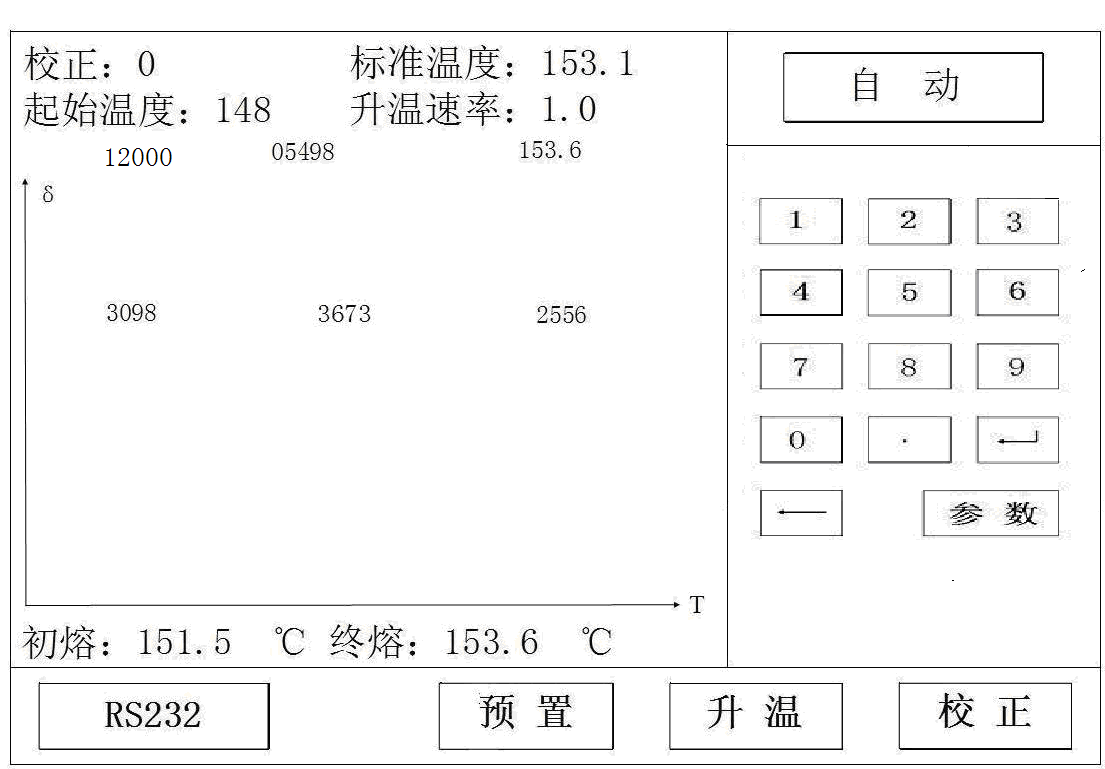 校正：0 标准温度：153.1
起始温度：148 升温速率：1.0
12000 05498 153.6
δ
3098 3673 2556
T
初熔：151.5 ℃ 终熔：153.6 ℃
自 动
1 2 3
4 5 6
7 8 9
0 .
参 数
RS232 预 置 升 温 校 正